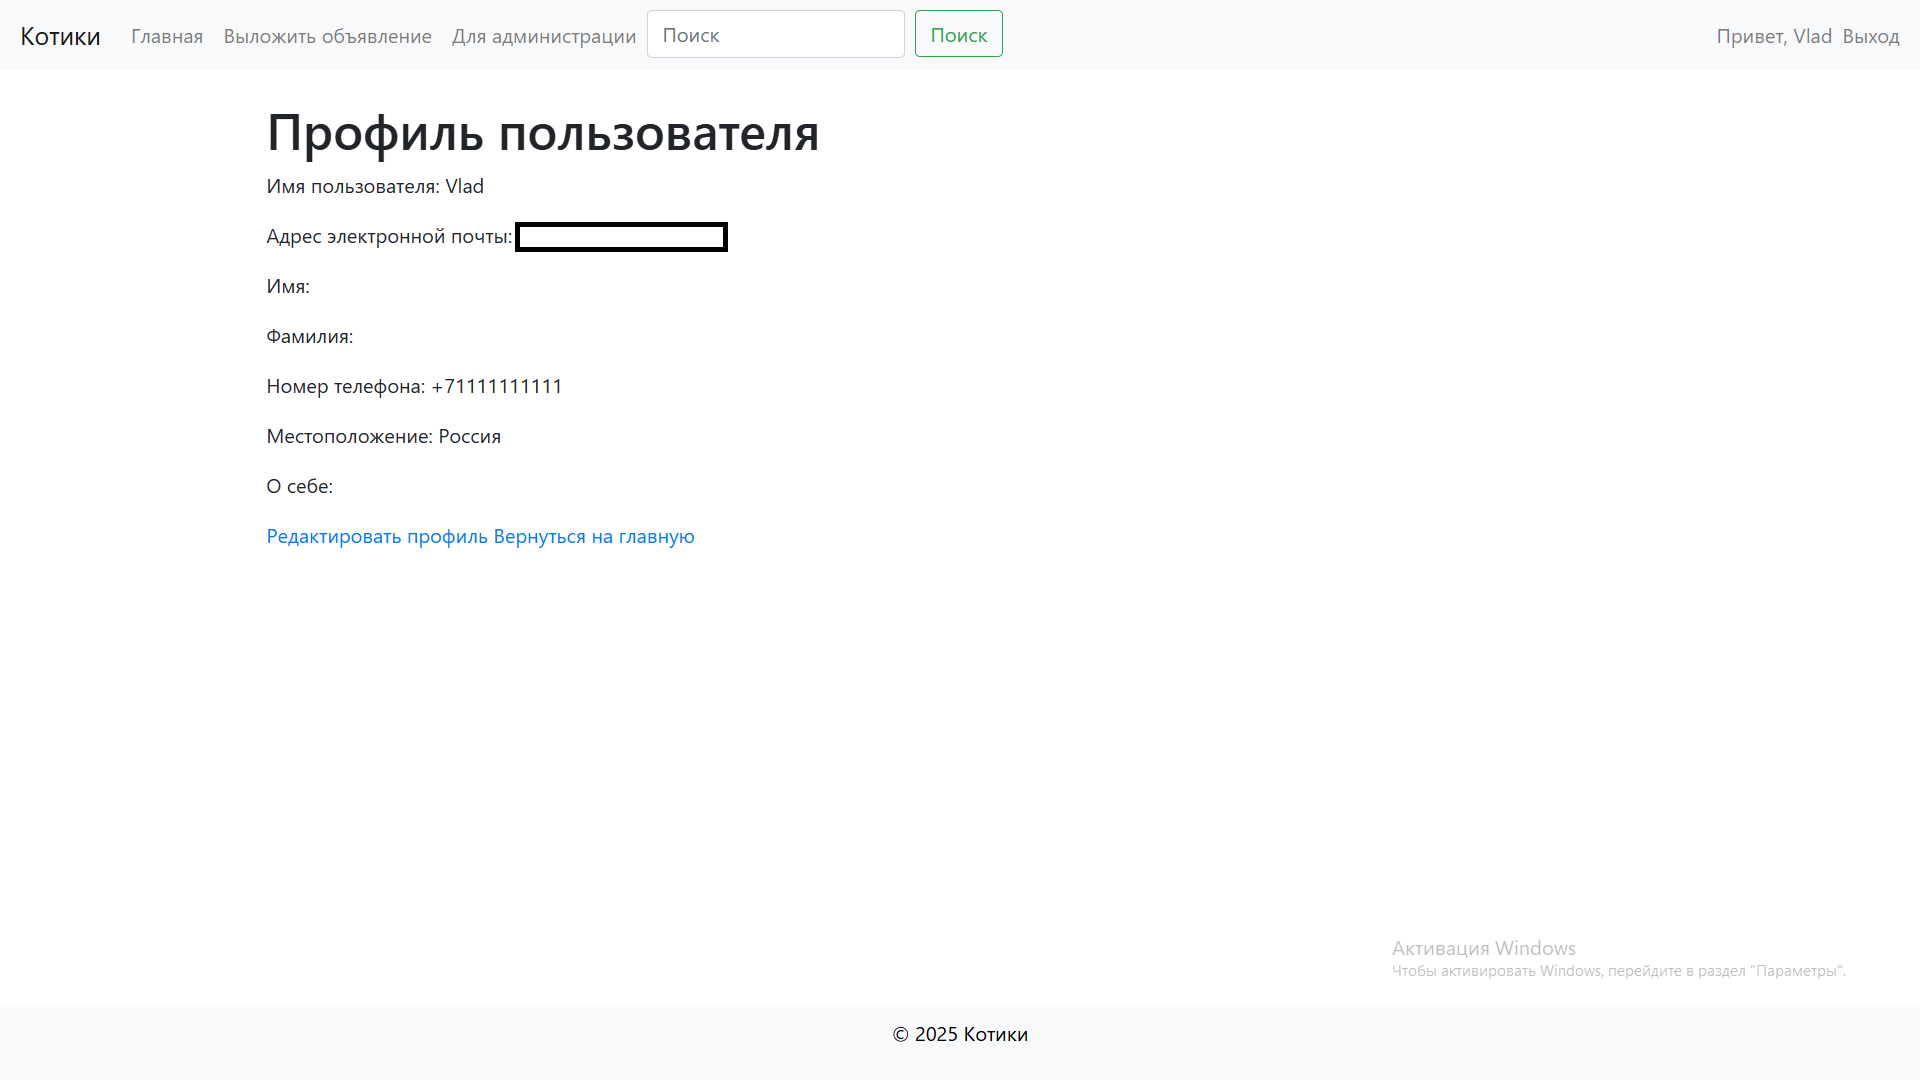 Котики Главная Выложить объявление Для администрации Поиск Поиск Привет, Vlad Выход
Профиль пользователя
Имя пользователя: Vlad
Адрес электронной почты:
Имя:
Фамилия:
Номер телефона: +71111111111
Местоположение: Россия
О себе:
Редактировать профиль Вернуться на главную
Активация Windows
Чтобы активировать Windows, перейдите в раздел "Параметры".
© 2025 Котики